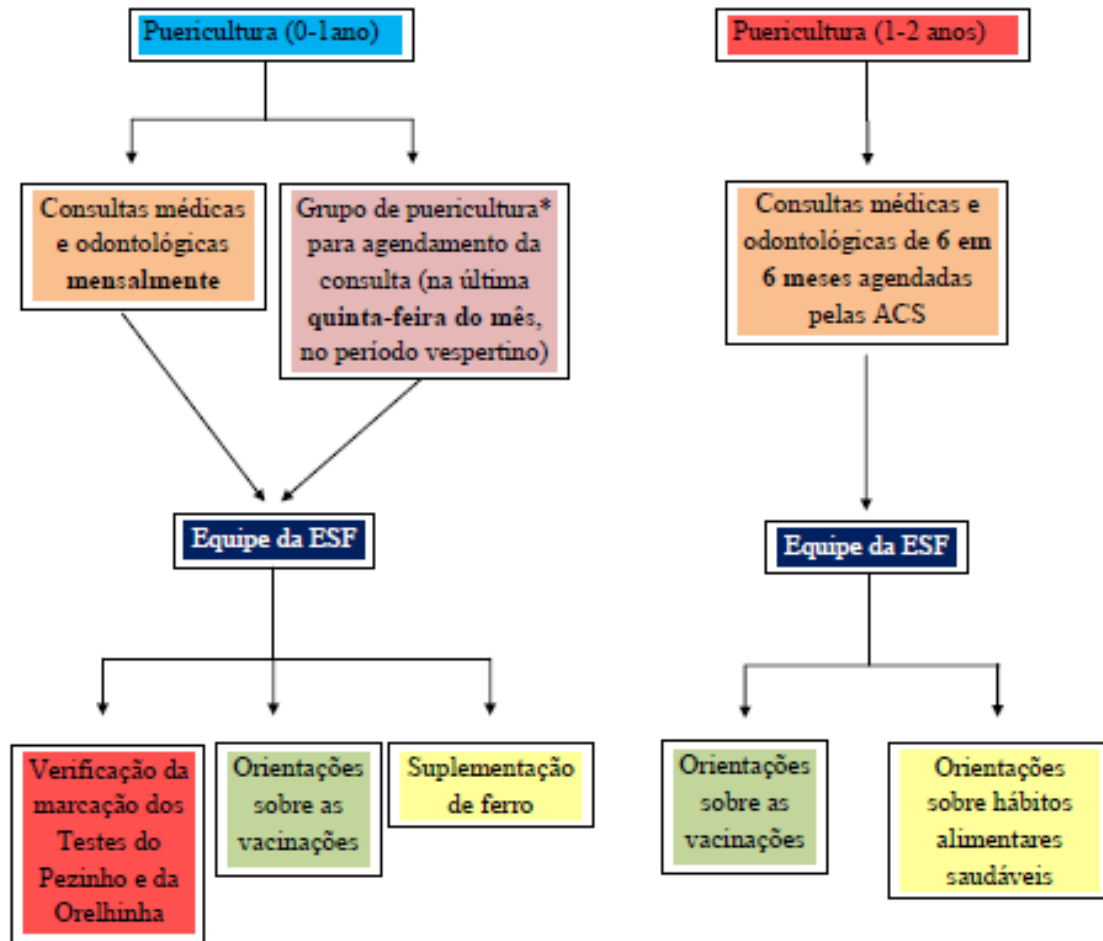 Puericultura (0-1ano)
Consultas médicas
e odontológicas
mensalmente
Grupo de puericultura*
para agendamento da
consulta (na última
quinta-feira do mês,
no período vespertino)
Equipe da ESF
Verificação da
marcação dos
Testes do
Pezinho e da
Orelhinha
Orientações
sobre as
vacinações
Suplementação
de ferro
Puericultura (1-2 anos)
Consultas médicas e
odontológicas de 6 em
6 meses agendadas
pelas ACS
Equipe da ESF
Orientações
sobre as
vacinações
Orientações
sobre hábitos
alimentares
saudáveis